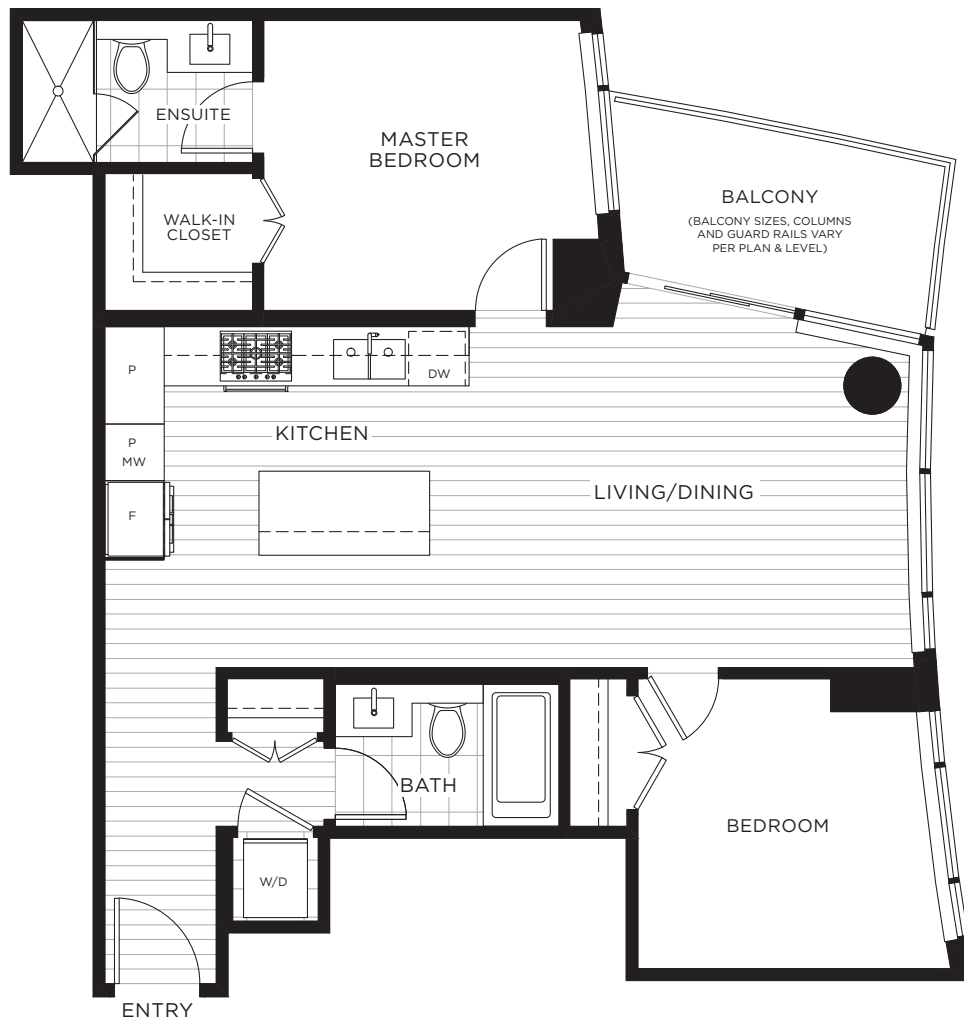 ENSUITE
MASTER
BEDROOM
BALCONY
(BALCONY SIZES, COLUMNS
AND GUARD RAILS VARY
PER PLAN & LEVEL)
WALK-IN
CLOSET
P
DW
KITCHEN
P
MW
LIVING/DINING
F
BATH
BEDROOM
W/D
ENTRY